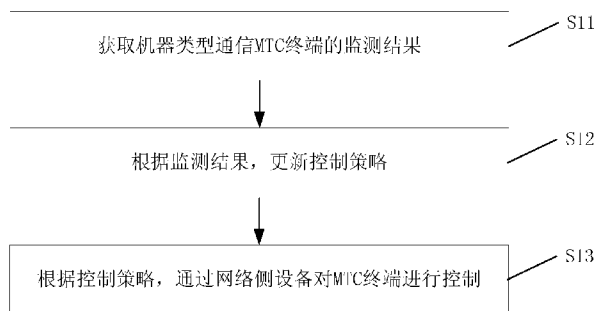 获取机器类型通信MTC终端的监测结果
S11
根据监测结果，更新控制策略
S12
根据控制策略，通过网络侧设备对MTC终端进行控制
S13